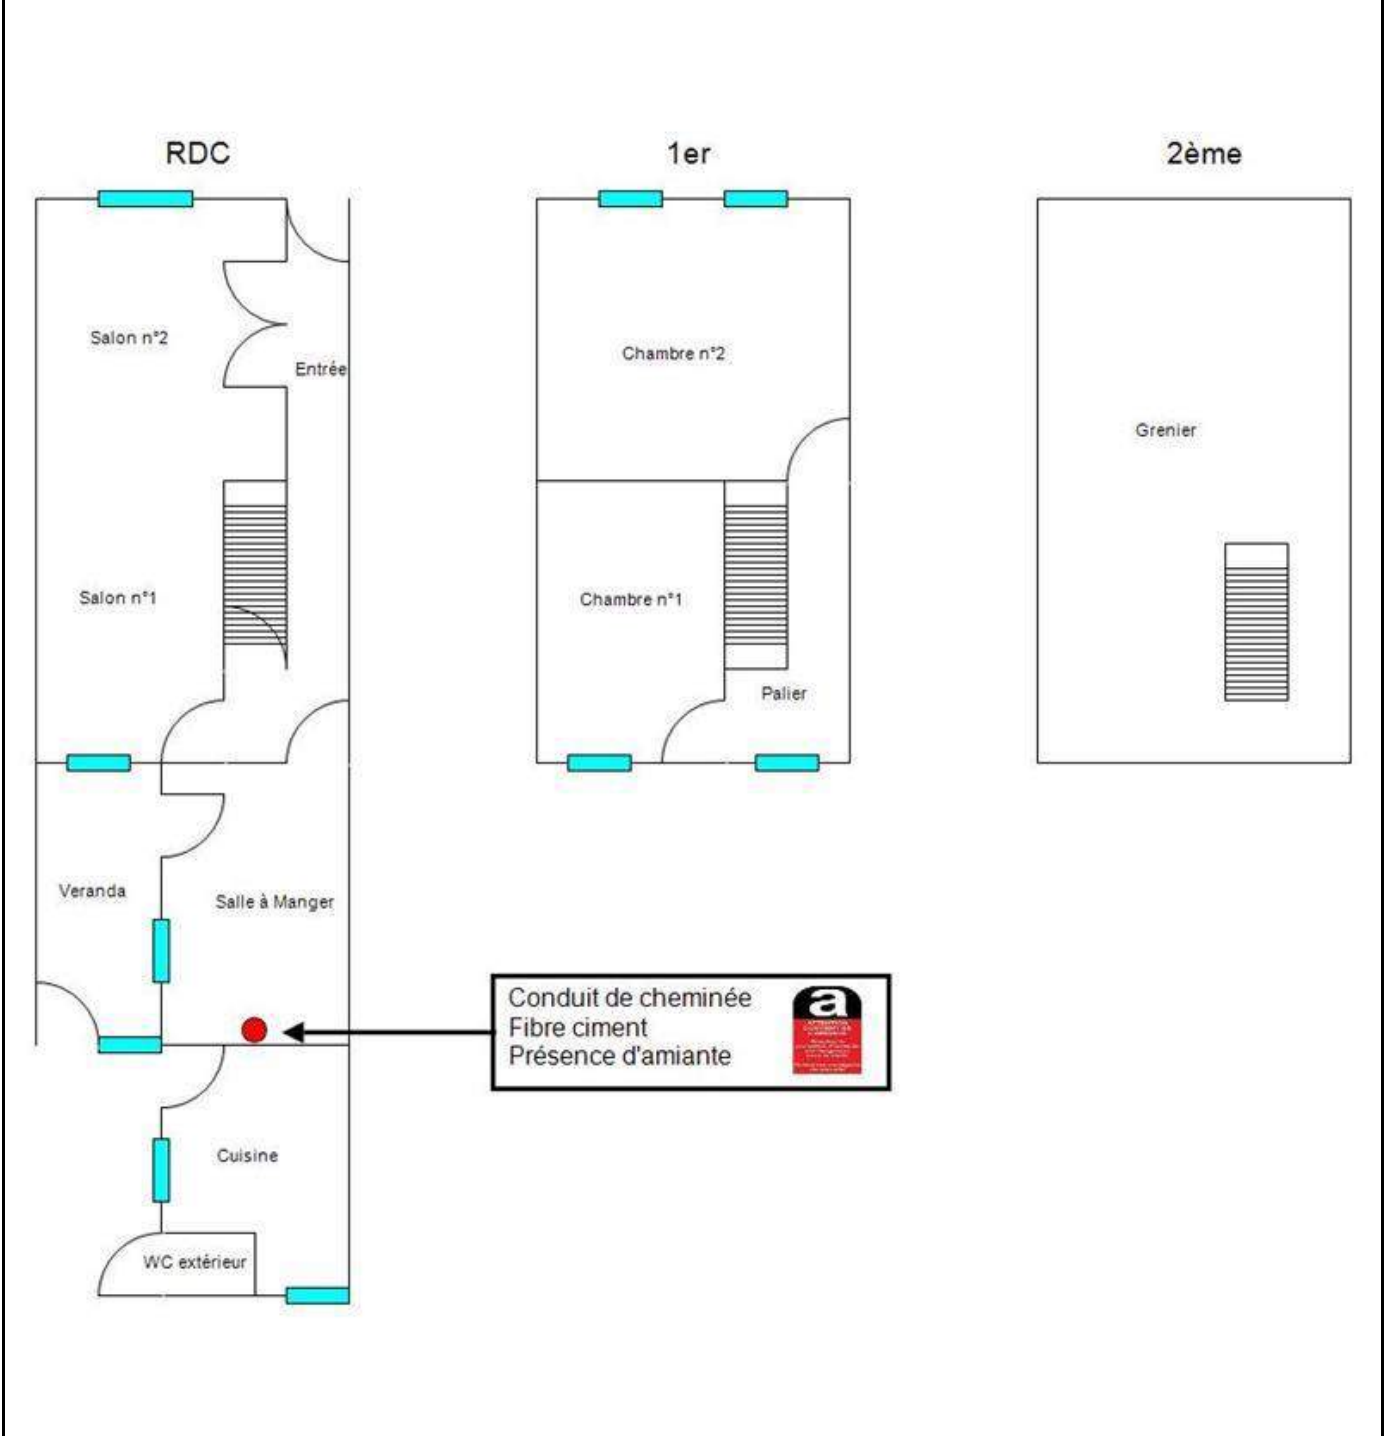 RDC
1er
2ème
Salon n°2
Entrée
Chambre n°2
Grenier
Salon n°1
Chambre n°1
Palier
Veranda
Salle à Manger
Conduit de cheminée
Fibre ciment
Présence d'amiante
a
Cuisine
WC extérieur